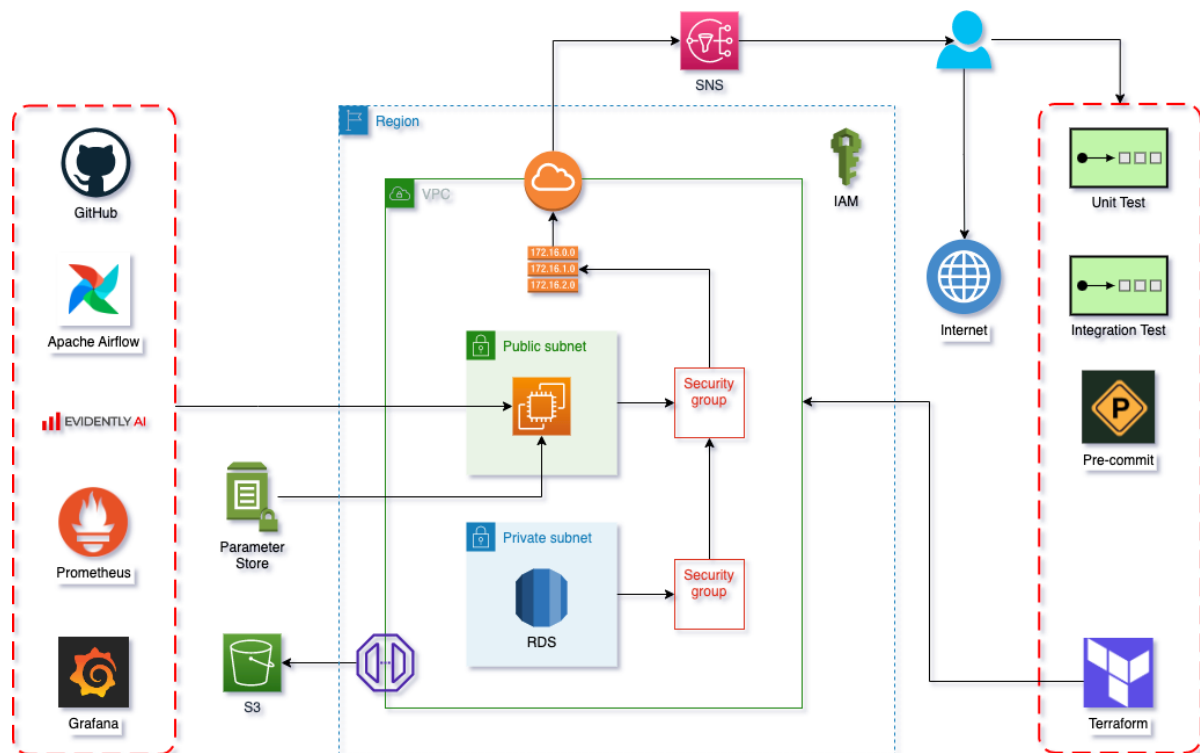 SNS
Region
GitHub
VPC
IAM
Unit Test
172.16.0.0
172.16.1.0
172.16.2.0
Apache Airflow
Internet
Integration Test
Public subnet
Security
group
EVIDENTLY AI
P
Pre-commit
Parameter
Store
Prometheus
Private subnet
Security
group
RDS
S3
Grafana
Terraform